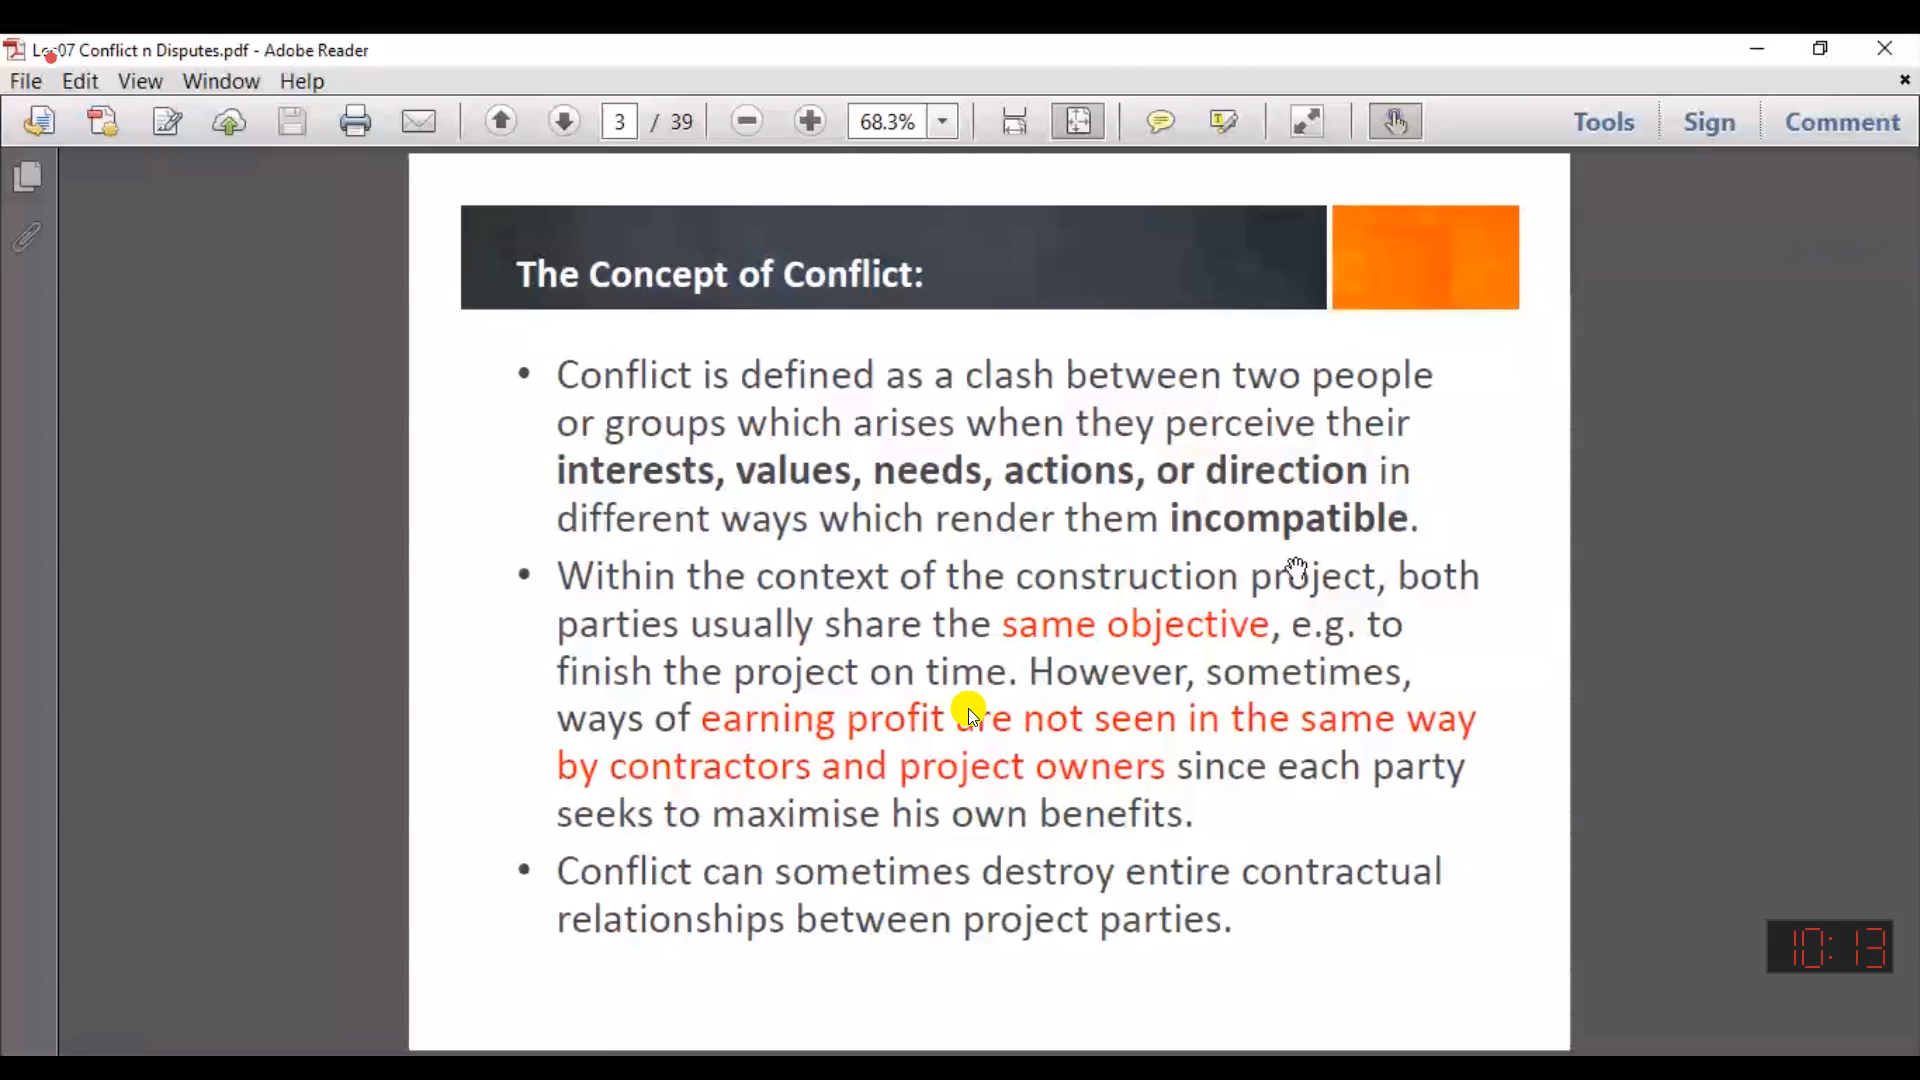 Lec07 Conflict n Disputes.pdf - Adobe Reader
File Edit View Window Help
3 / 39 68.3% Tools Sign Comment
The Concept of Conflict:
• Conflict is defined as a clash between two people
or groups which arises when they perceive their
interests, values, needs, actions, or direction in
different ways which render them incompatible.
• Within the context of the construction project, both
parties usually share the same objective, e.g. to
finish the project on time. However, sometimes,
ways of earning profit are not seen in the same way
by contractors and project owners since each party
seeks to maximise his own benefits.
• Conflict can sometimes destroy entire contractual
relationships between project parties.
10:13